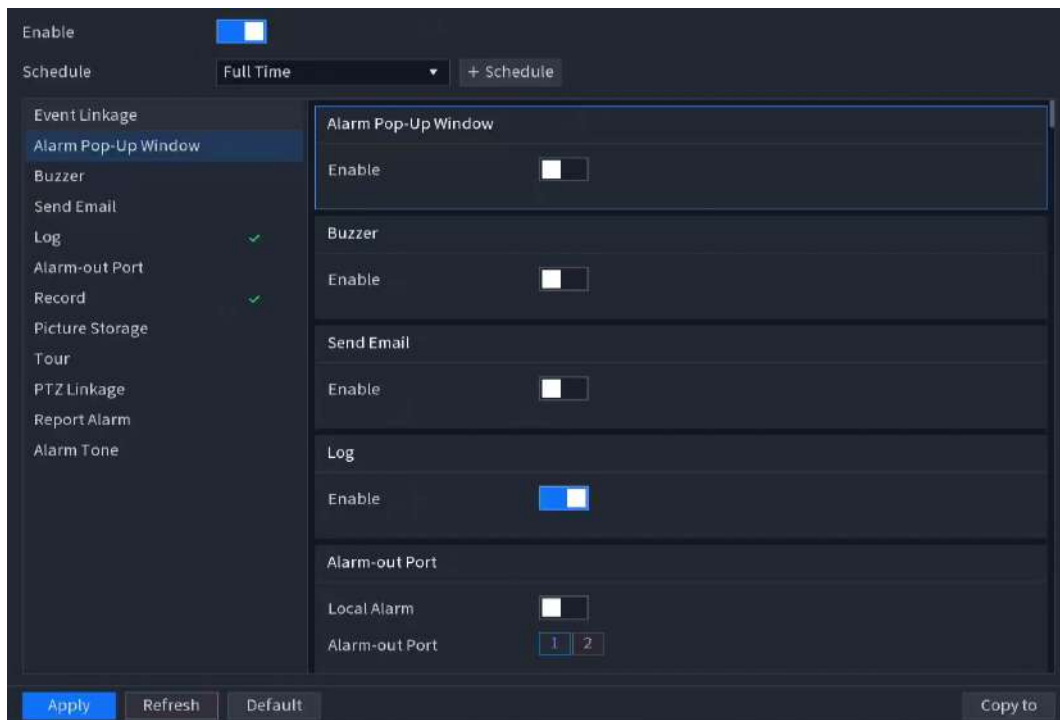 Enable
Schedule Full Time + Schedule
Event Linkage
Alarm Pop-Up Window
Buzzer
Send Email
Log
Alarm-out Port
Record
Picture Storage
Tour
PTZ Linkage
Report Alarm
Alarm Tone
Alarm Pop-Up Window
Enable
Buzzer
Enable
Send Email
Enable
Log
Enable
Alarm-out Port
Local Alarm
Alarm-out Port 1 2
Apply Refresh Default Copy to